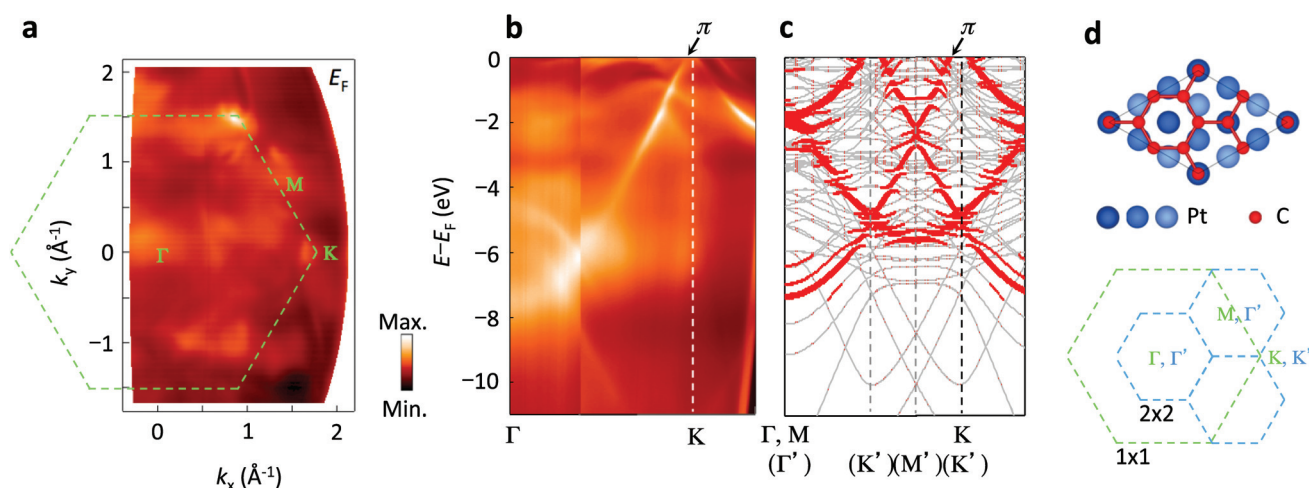 a
E_F
2
1
0
−1
k_y (Å⁻¹)
Γ
M
K
0
1
2
k_x (Å⁻¹)
Max.
Min.
b
π
0
−2
−4
−6
−8
−10
E−E_F (eV)
Γ
K
c
π
Γ, M
(Γ’)
(K’)
(M’)
K
(K’)
d
Pt
C
M, Γ’
Γ, Γ’
K, K’
2x2
1x1